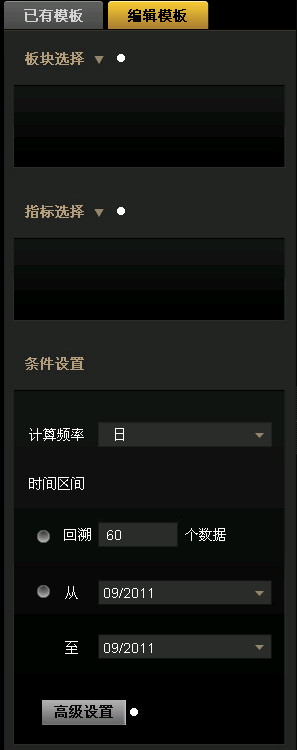 已有模板 编辑模板
板块选择
指标选择
条件设置
计算频率 日
时间区间
回溯 60 个数据
从 09/2011
至 09/2011
高级设置